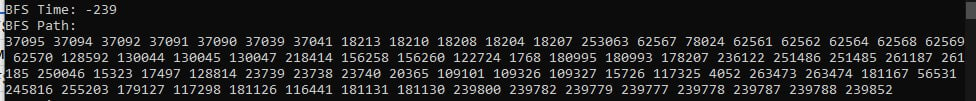 BFS Time: -239
BFS Path:
37095 37094 37092 37091 37090 37039 37041 18213 18210 18208 18204 18207 253063 62567 78024 62561 62562 62564 62568 62569
62570 128592 130044 130045 130047 218414 156258 156260 122724 1768 180995 180993 178207 236122 251486 251485 261187 261
185 250046 15323 17497 128814 23739 23738 23740 20365 109101 109326 109327 15726 117325 4052 263473 263474 181167 56531
245816 255203 179127 117298 181126 116441 181131 181130 239800 239782 239779 239777 239778 239787 239788 239852